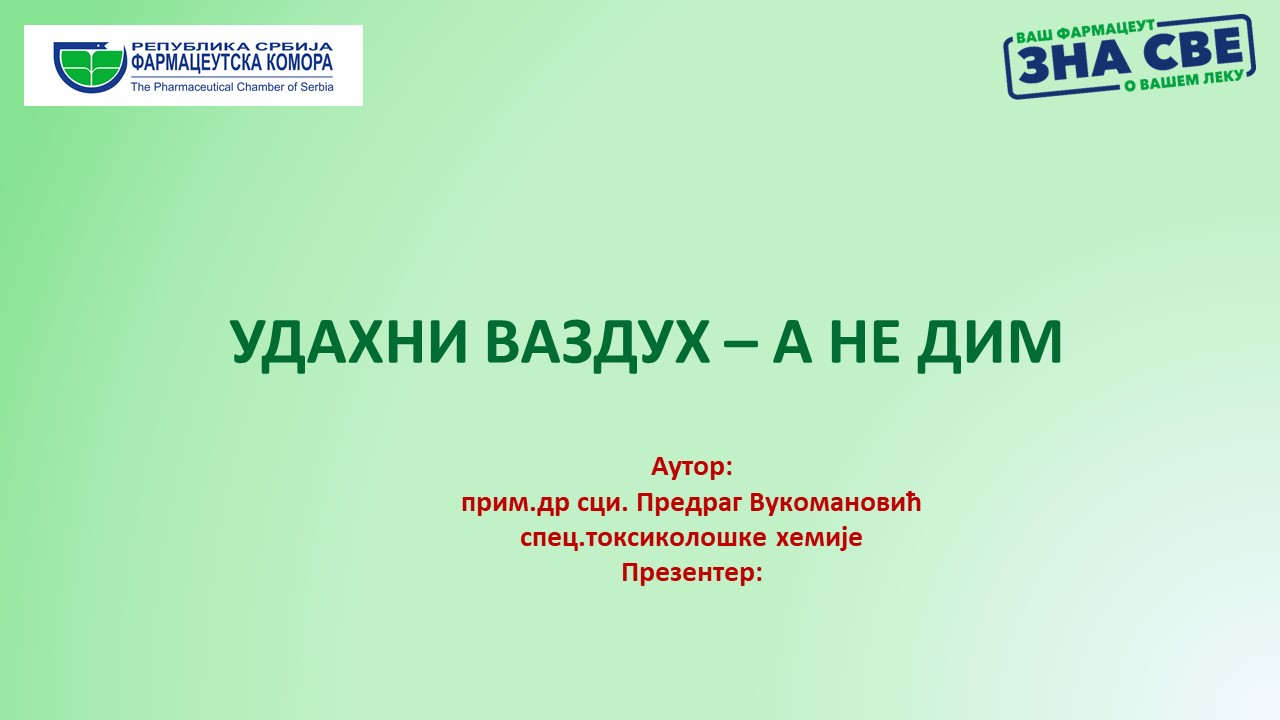 РЕПУБЛИКА СРБИЈА
ФАРМАЦЕУТСКА КОМОРА
The Pharmaceutical Chamber of Serbia
ВАШ ФАРМАЦЕУТ
ЗНА СВЕ
О ВАШЕМ ЛЕКУ
УДАХНИ ВАЗДУХ – А НЕ ДИМ
Аутор:
прим.др сци. Предраг Вукомановић
спец.токсиколошке хемије
Презентер: